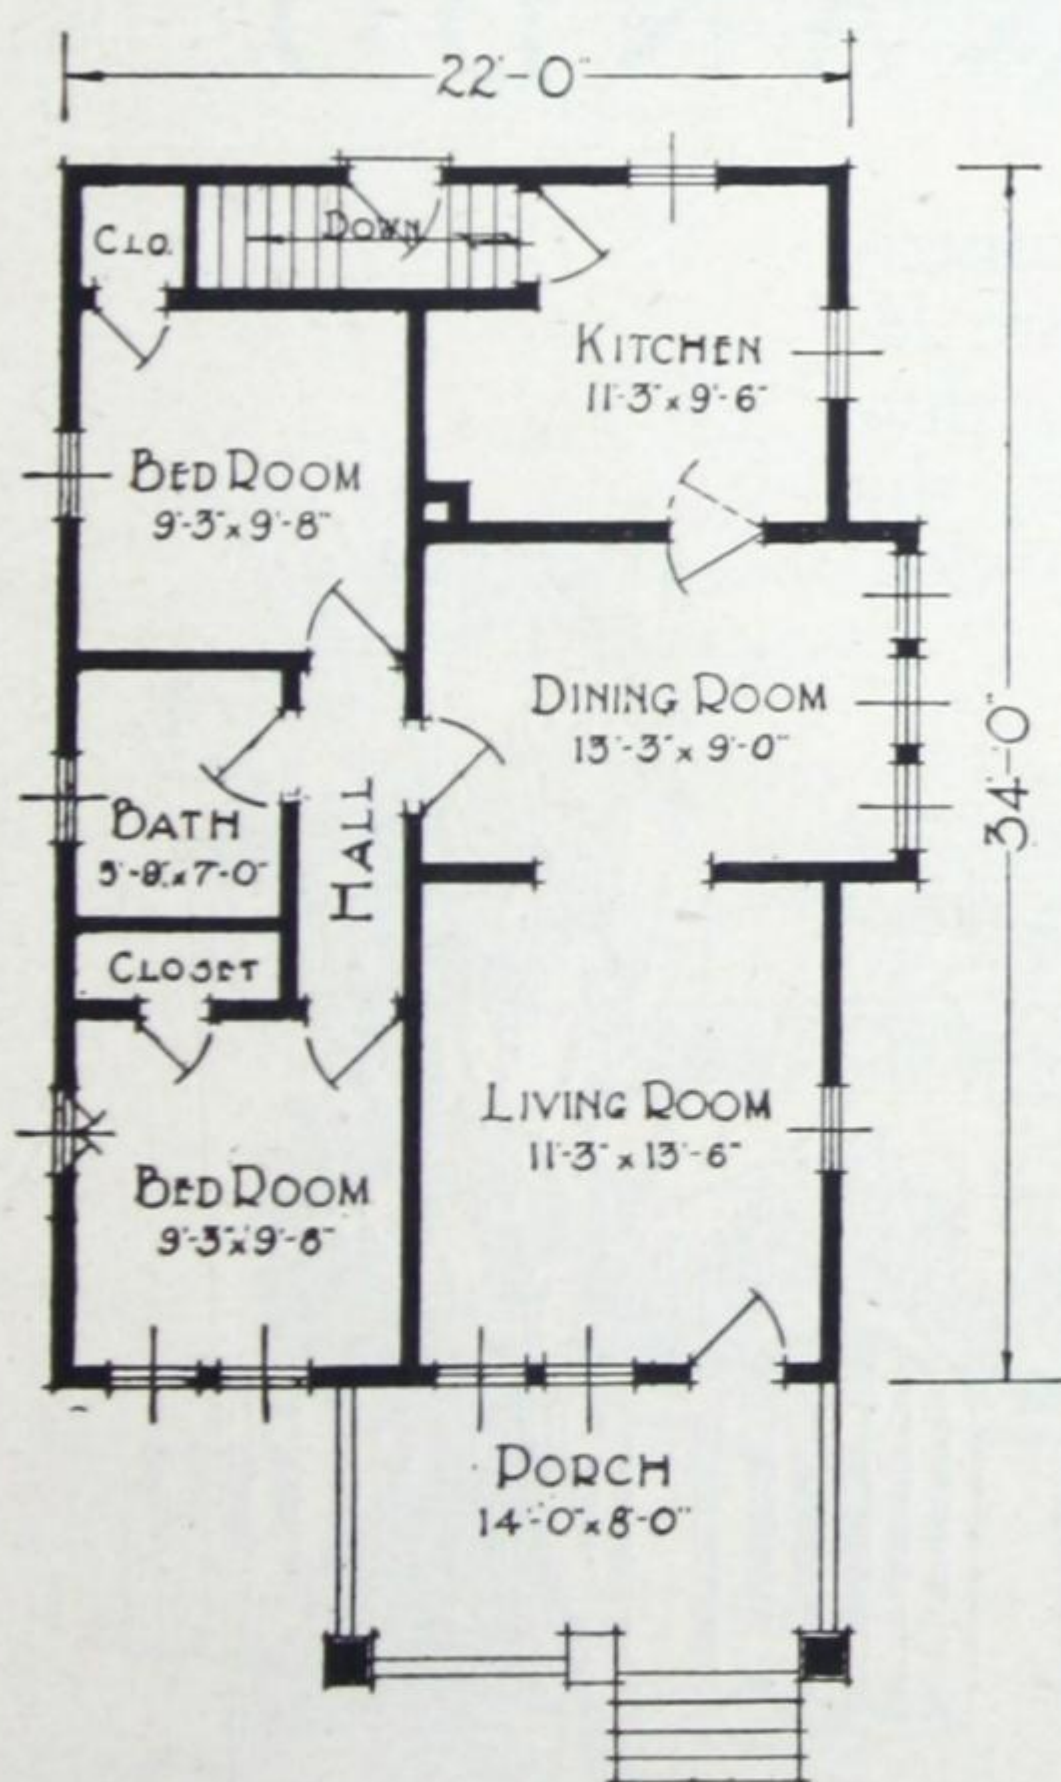 22'-0"
CLO.
DOWN
KITCHEN
11'-3" x 9'-6"
BED ROOM
9'-3" x 9'-8"
DINING ROOM
13'-3" x 9'-0"
34'-0"
BATH
x 7'-0"
HALL
CLOSET
LIVING ROOM
11'-3" x 13'-6"
BED ROOM
9'-3" x 9'-8"
PORCH
14'-0" x 8'-0"